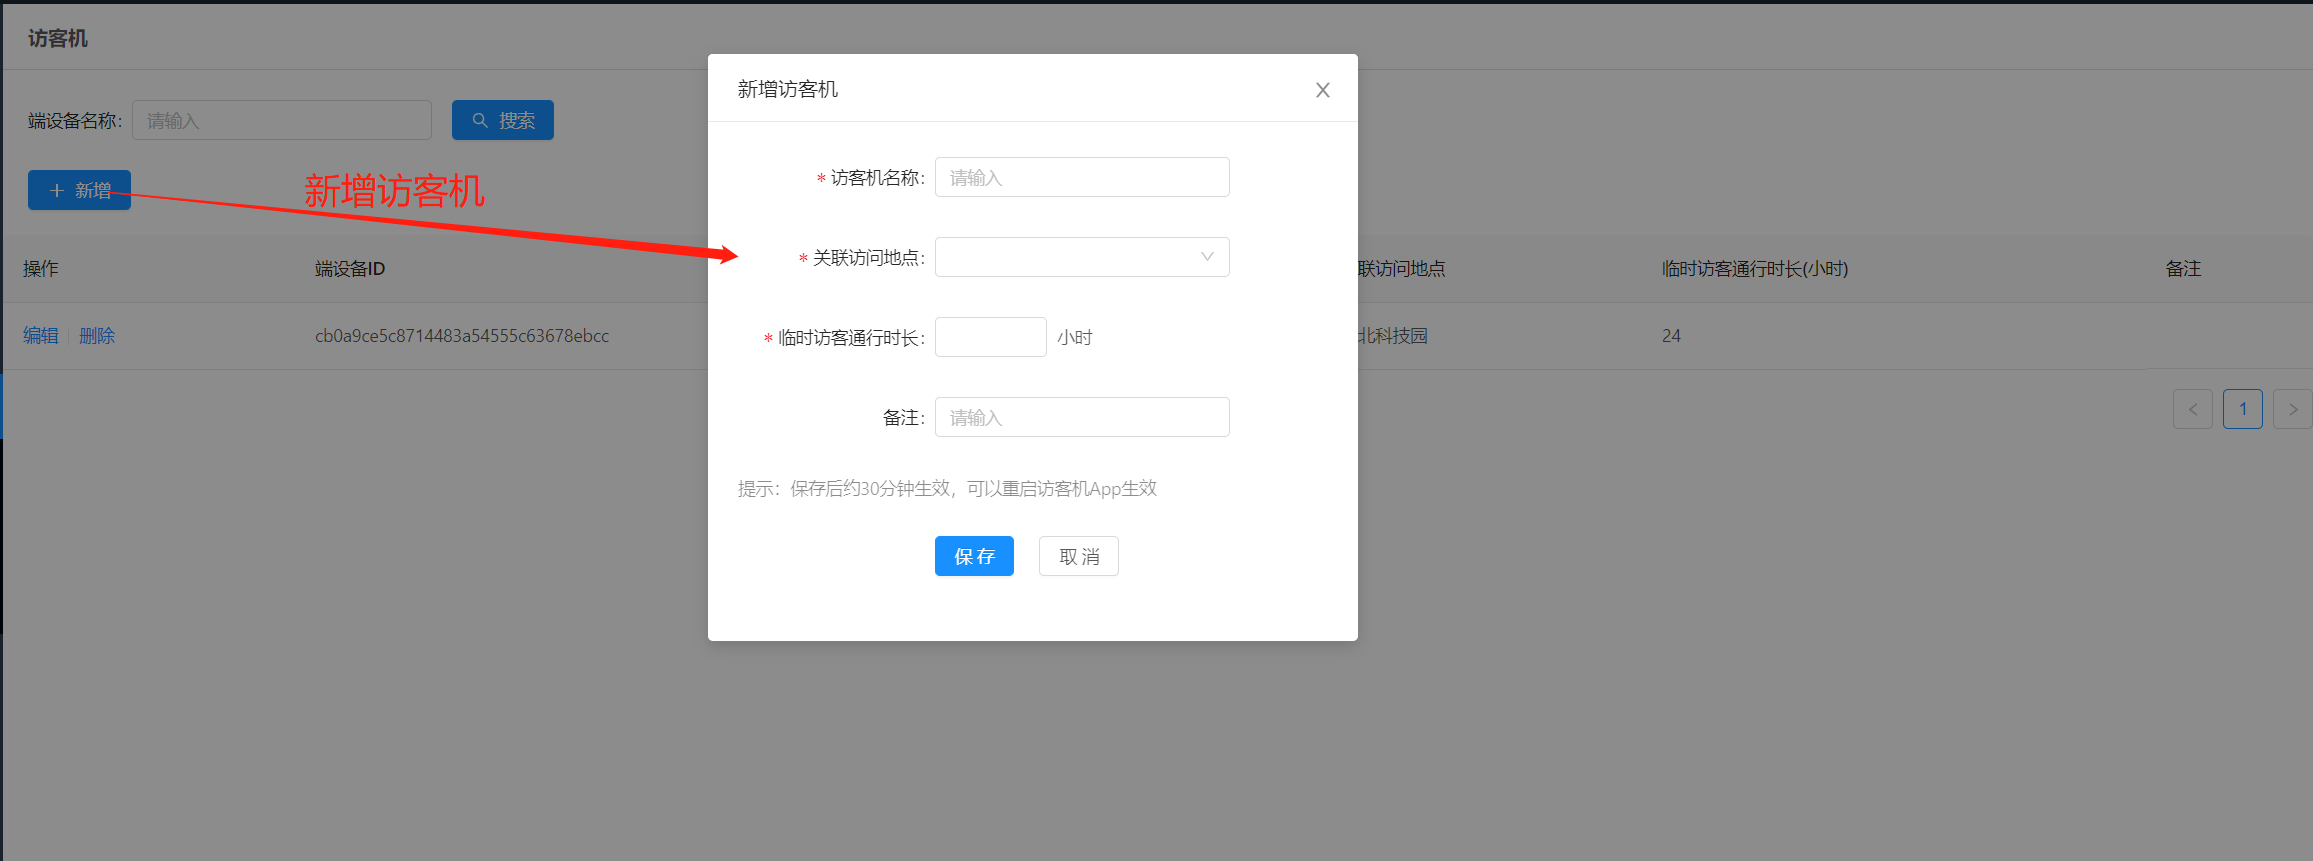 访客机
新增访客机
端设备名称: 请输入 搜索
* 访客机名称: 请输入
新增
新增访客机
* 关联访问地点:
操作 端设备ID 联访问地点 临时访客通行时长(小时) 备注
编辑 删除 cb0a9ce5c8714483a54555c63678ebcc 北科技园 24
* 临时访客通行时长: 小时
1
备注: 请输入
提示：保存后约30分钟生效，可以重启访客机App生效
保存 取消